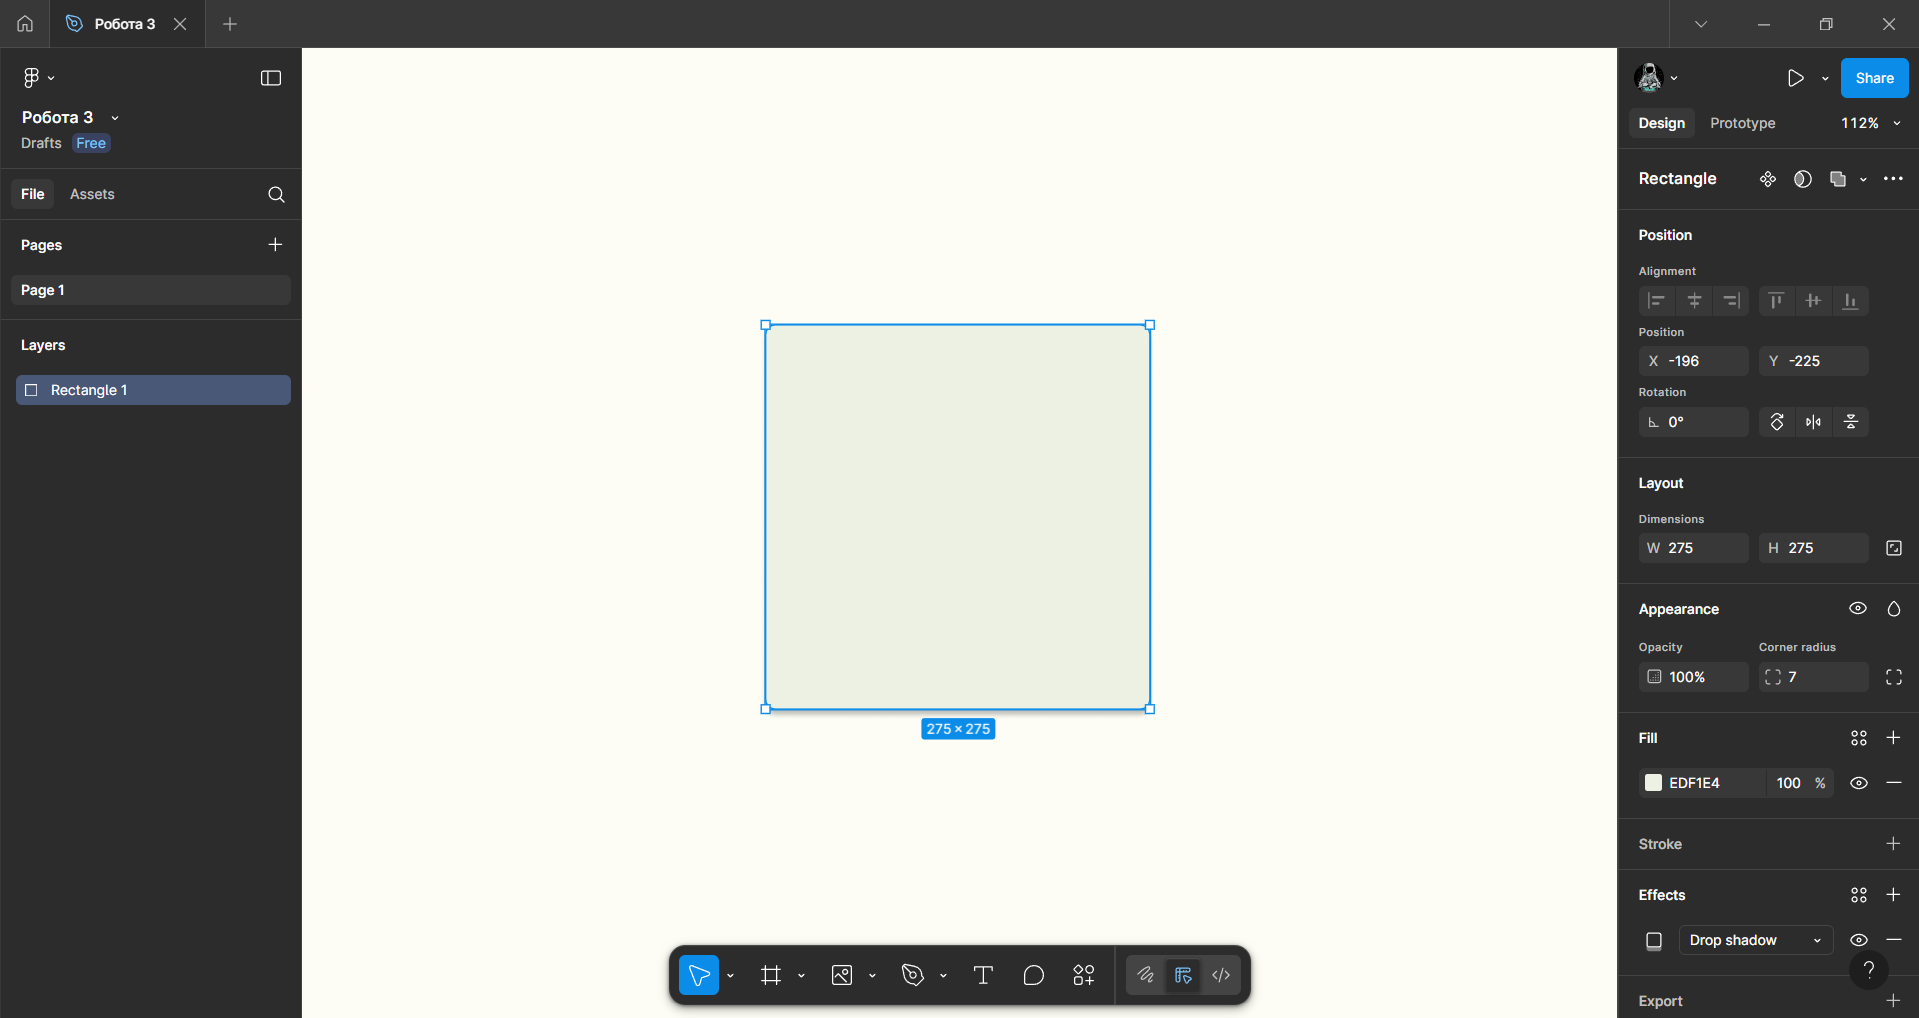 Робота 3
Робота 3
Drafts Free
File Assets
Pages
Page 1
Layers
Rectangle 1
275 × 275
Share
Design Prototype 112%
Rectangle
Position
Alignment
Position
X -196 Y -225
Rotation
0°
Layout
Dimensions
W 275 H 275
Appearance
Opacity Corner radius
100% 7
Fill
EDF1E4 100 %
Stroke
Effects
Drop shadow
?
Export